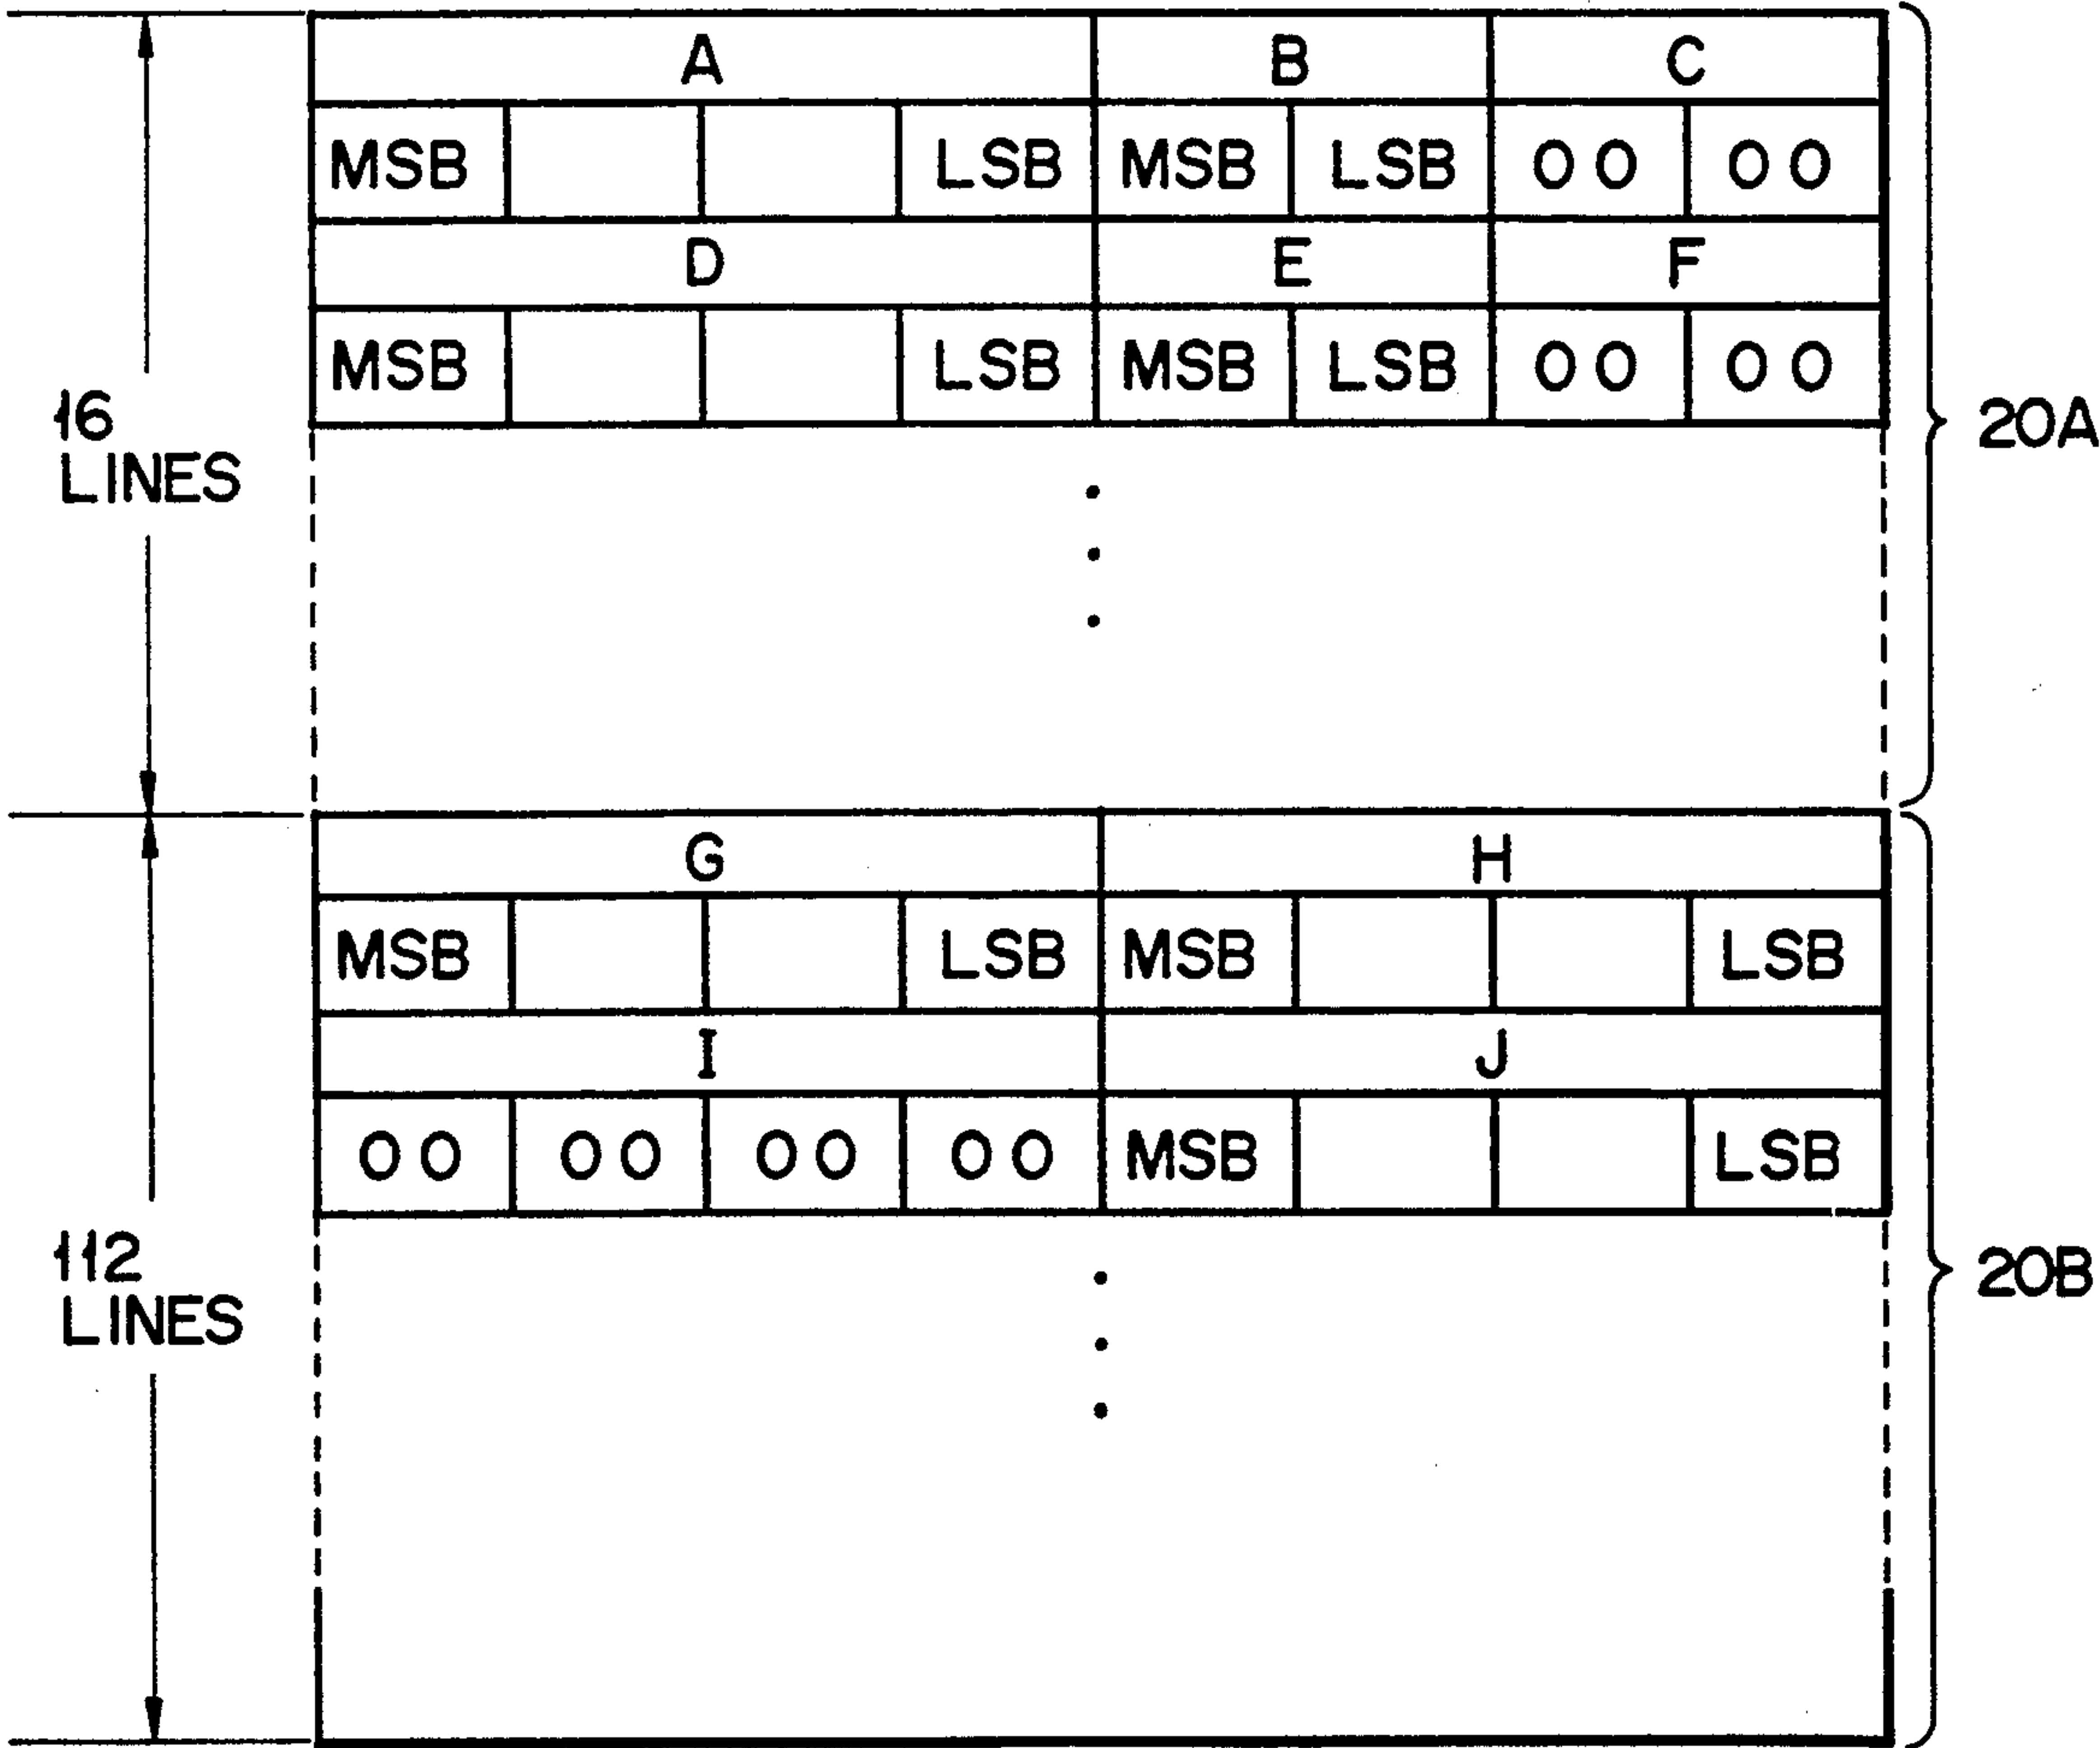 A B C
MSB LSB MSB LSB 00 00
D E F
MSB LSB MSB LSB 00 00
16
LINES
20A
G H
MSB LSB MSB LSB
I J
00 00 00 00 MSB LSB
112
LINES
20B